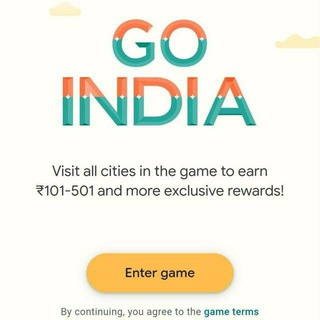 GO
INDIA
Visit all cities in the game to earn
₹101-501 and more exclusive rewards!
Enter game
By continuing, you agree to the game terms